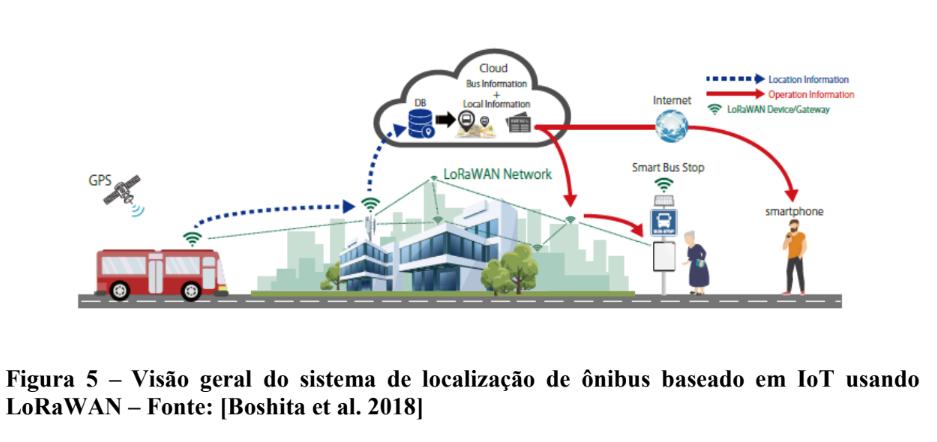 Cloud
Bus Information
+
Local Information
DB
Location Information
Operation Information
LoRaWAN Device/Gateway
Internet
GPS
LoRaWAN Network
Smart Bus Stop
BUS STOP
smartphone
Figura 5 – Visão geral do sistema de localização de ônibus baseado em IoT usando
LoRaWAN – Fonte: [Boshita et al. 2018]